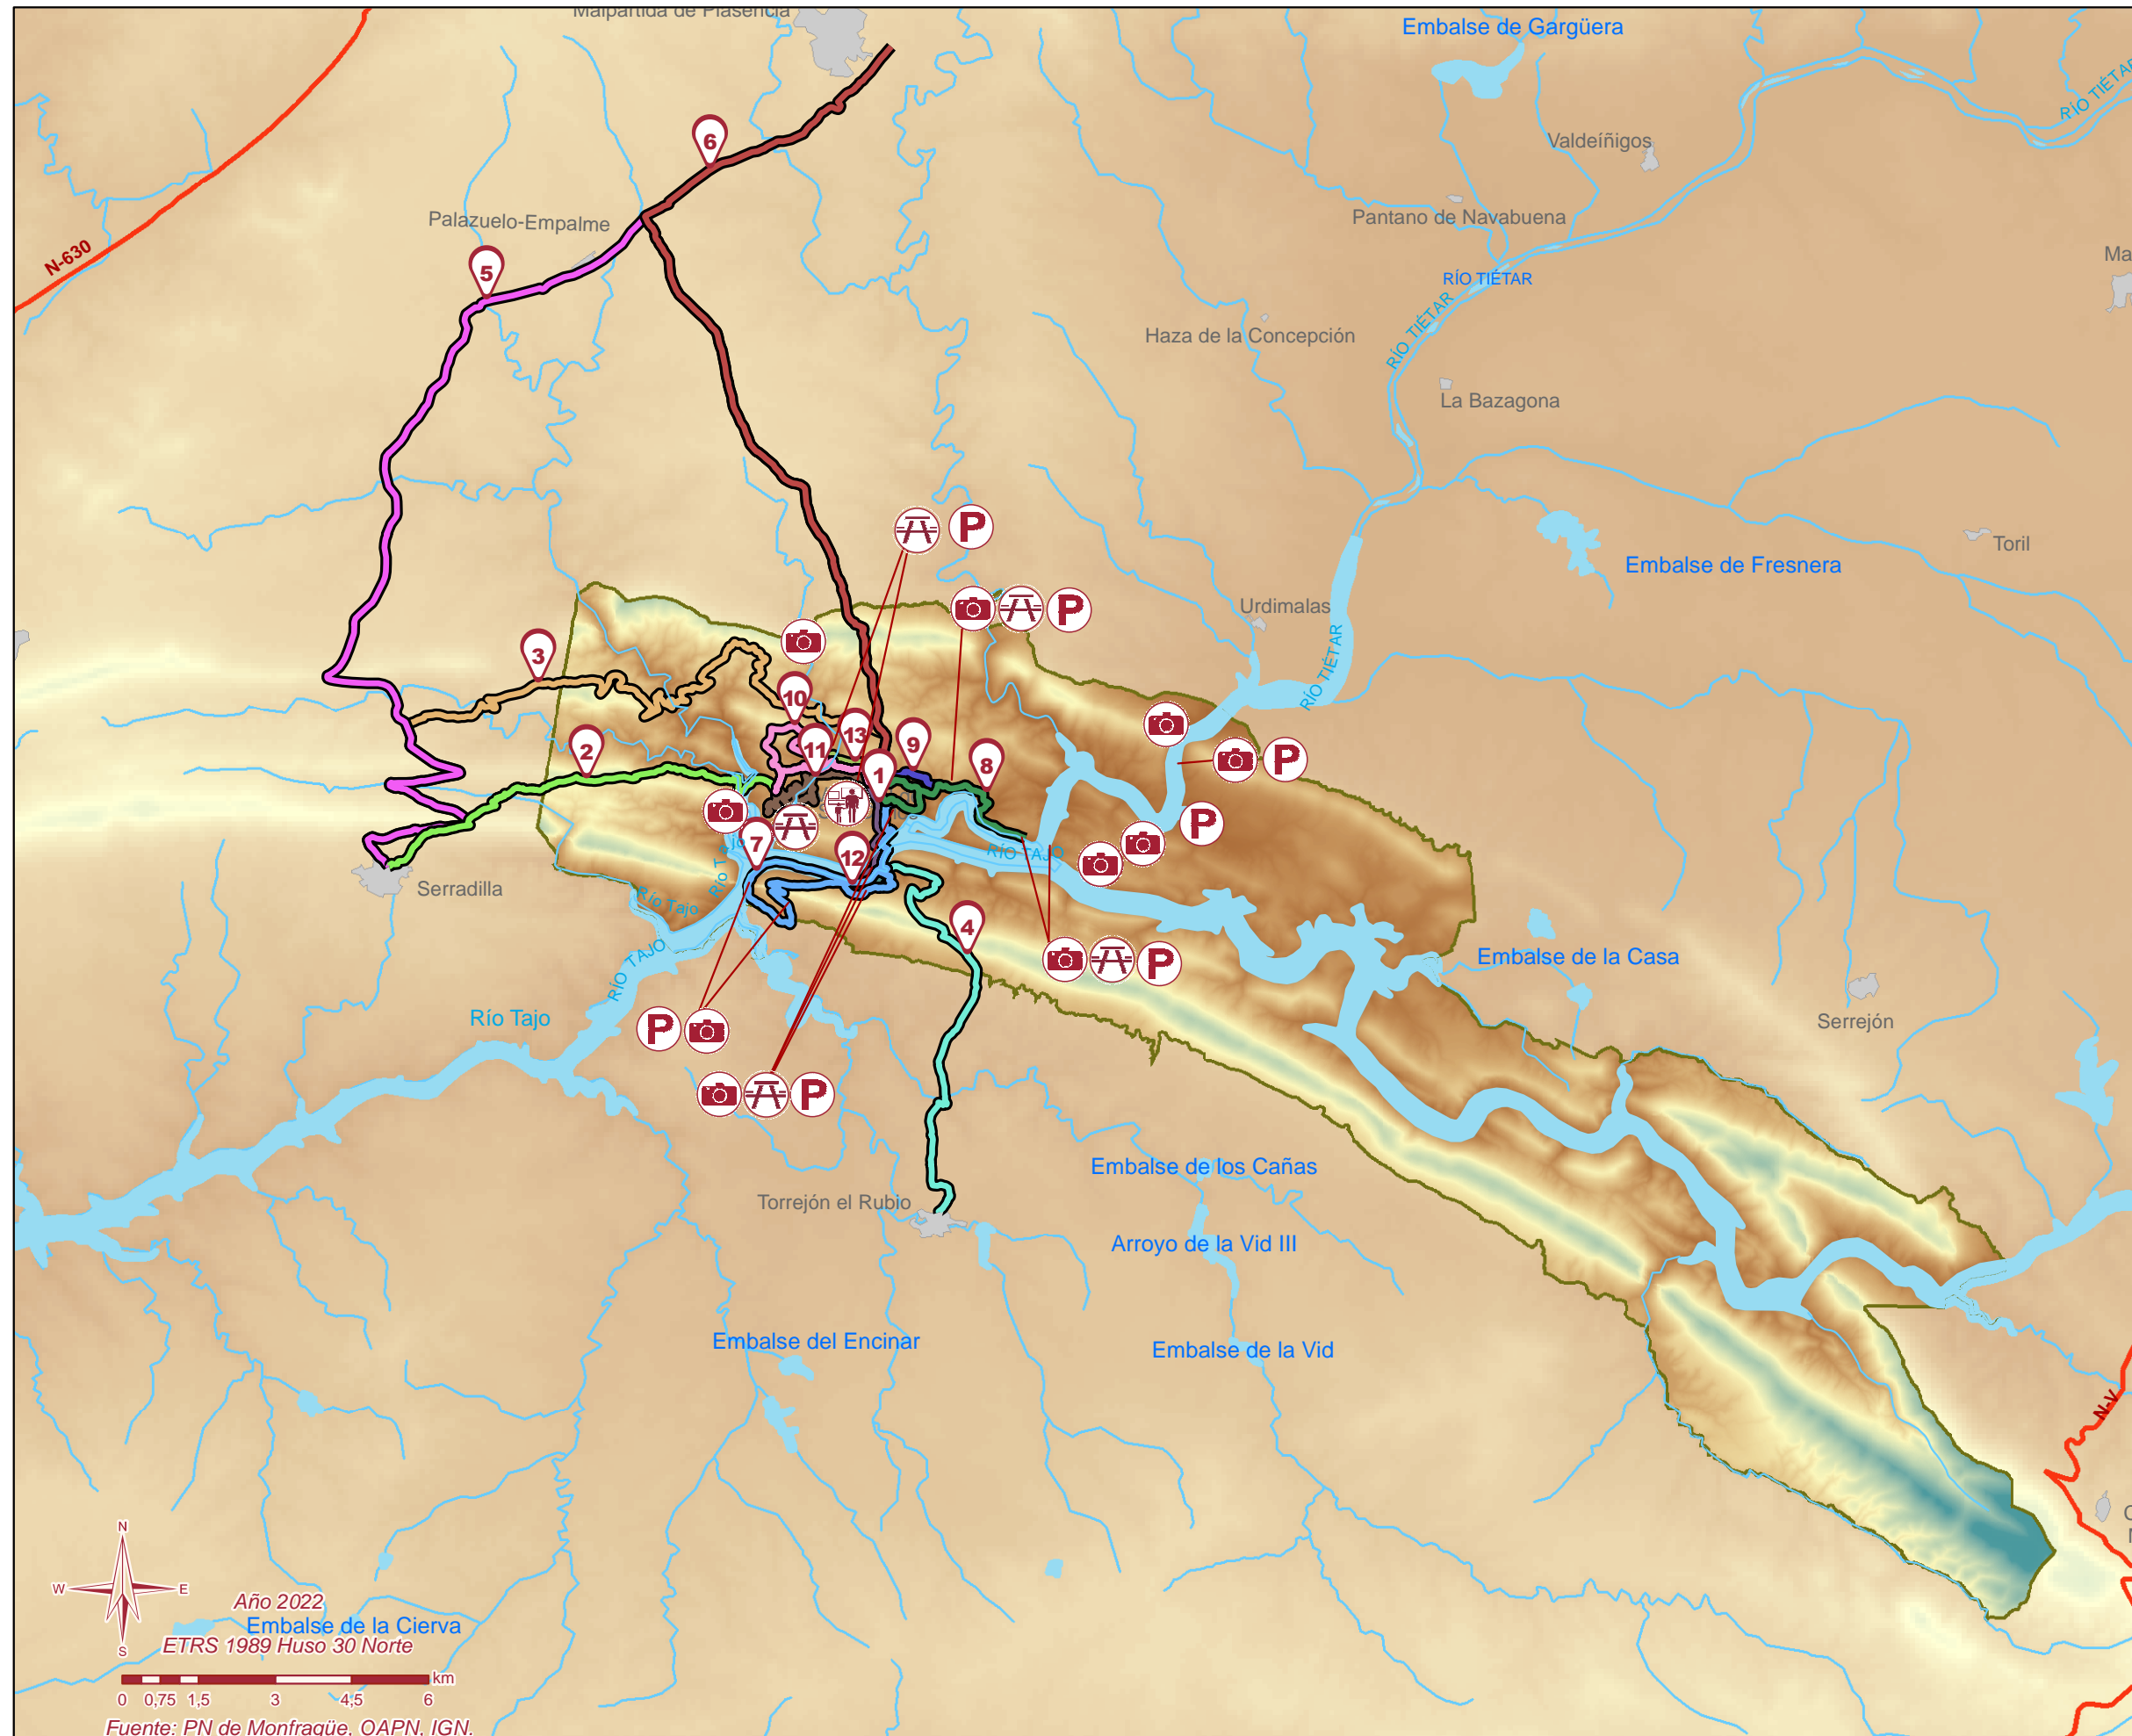 Malpartida de Plasencia
Embalse de Gargüera
RÍO TIÉTAR
Valdeíñigos
6
Pantano de Navabuena
Palazuelo-Empalme
N-630
5
RÍO TIÉTAR
RÍO TIÉTAR
Haza de la Concepción
La Bazagona
P
Toril
Embalse de Fresnera
P
Urdimalas
3
RÍO TIÉTAR
10
13
9
11
2
1
8
P
P
7
12
RÍO TAJO
Río Tajo
Serradilla
Río Tajo
4
RÍO TAJO
P
Embalse de la Casa
Río Tajo
P
Serrejón
P
Embalse de los Cañas
Torrejón el Rubio
Arroyo de la Vid III
Embalse del Encinar
Embalse de la Vid
N-V
N
W
E
S
Año 2022
Embalse de la Cierva
ETRS 1989 Huso 30 Norte
km
0 0,75 1,5 3 4,5 6
Fuente: PN de Monfragüe, OAPN, IGN.